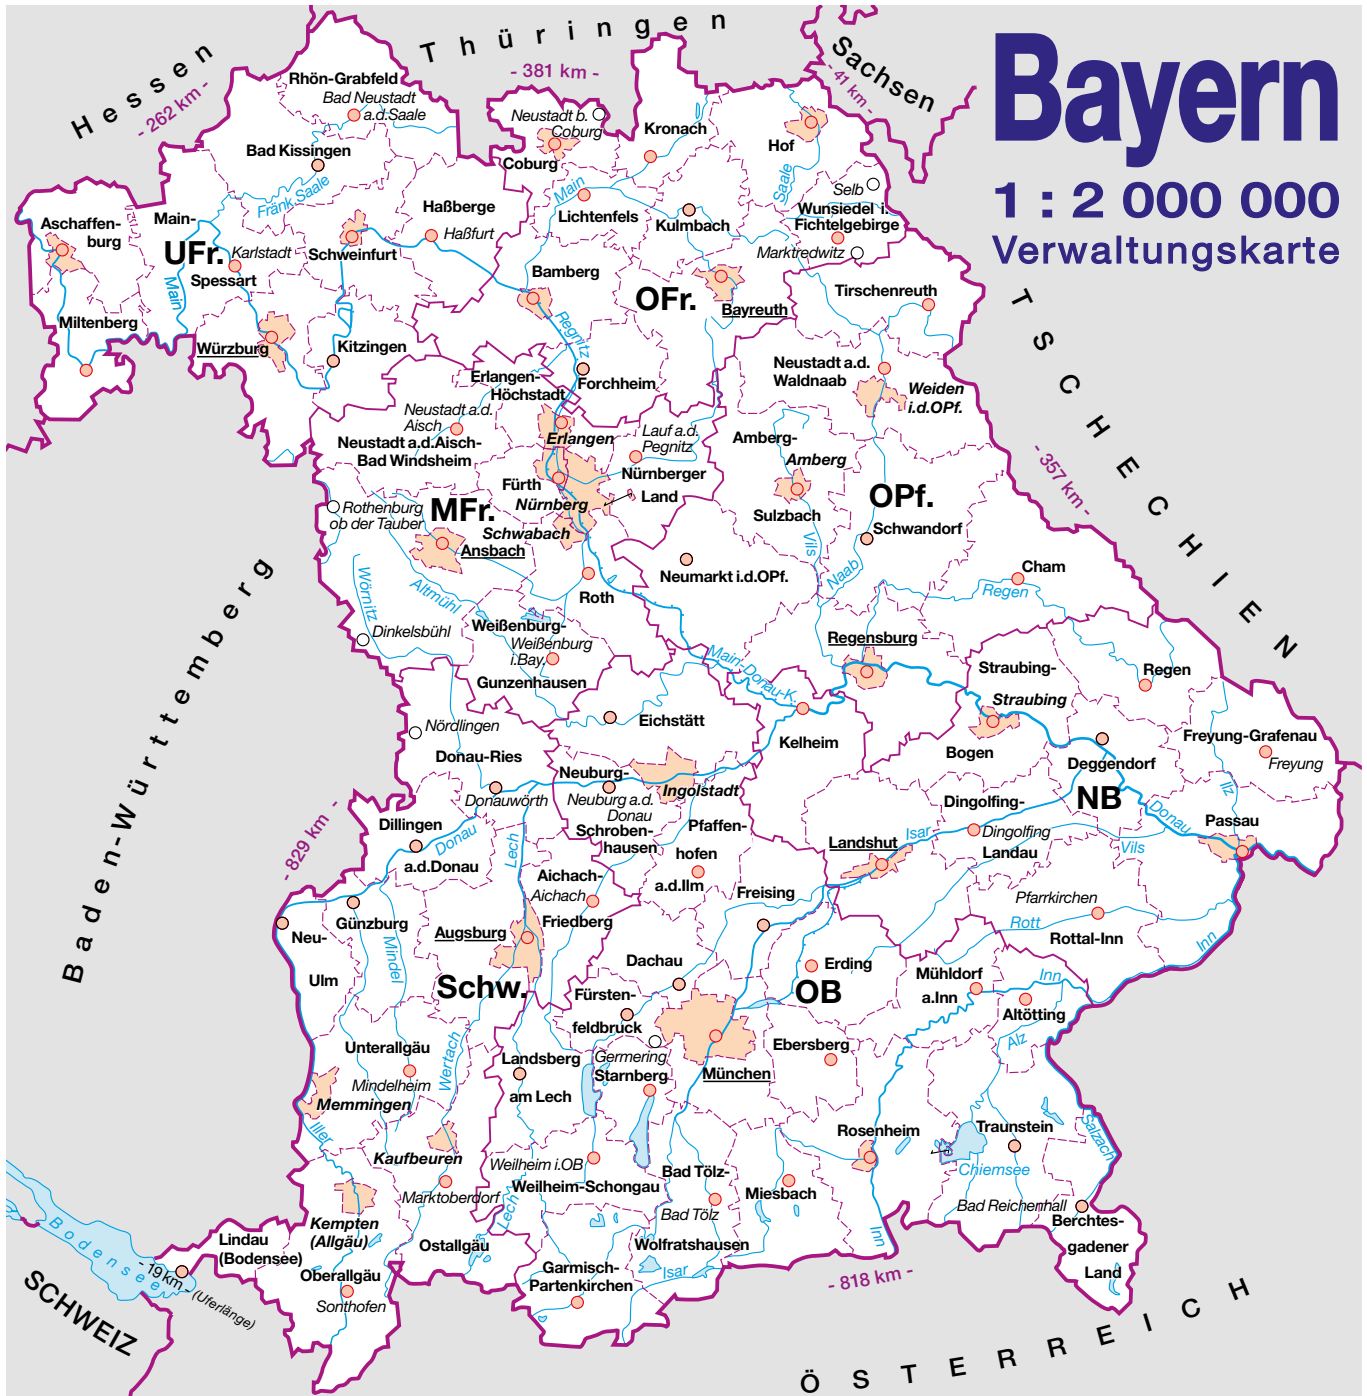 Bayern
1 : 2 000 000
Verwaltungskarte
Hessen
- 262 km -
Thüringen
- 381 km -
Sachsen
- 41 km -
TSCHECHIEN
- 357 km -
Baden-Württemberg
- 829 km -
SCHWEIZ
Bodensee
- 19 km -
(Uferlänge)
ÖSTERREICH
- 818 km -
UFr.
Rhön-Grabfeld
Bad Neustadt
a.d.Saale
Bad Kissingen
Fränk.Saale
Aschaffen-
burg
Main-
Spessart
Karlstadt
Main
Miltenberg
Würzburg
Kitzingen
Schweinfurt
Haßberge
Haßfurt
OFr.
Neustadt b.
Coburg
Coburg
Kronach
Hof
Saale
Selb
Main
Lichtenfels
Kulmbach
Wunsiedel i.
Fichtelgebirge
Marktredwitz
Bamberg
Regnitz
Bayreuth
Forchheim
MFr.
Erlangen-
Höchstadt
Neustadt a.d.
Aisch
Neustadt a.d.Aisch-
Bad Windsheim
Erlangen
Lauf a.d.
Pegnitz
Nürnberger
Land
Fürth
Nürnberg
Schwabach
Rothenburg
ob der Tauber
Ansbach
Roth
Wörnitz
Altmühl
Dinkelsbühl
Weißenburg-
Weißenburg
i.Bay.
Gunzenhausen
OPf.
Tirschenreuth
Neustadt a.d.
Waldnaab
Weiden
i.d.OPf.
Amberg-
Amberg
Sulzbach
Schwandorf
Vils
Naab
Neumarkt i.d.OPf.
Cham
Regen
Regensburg
Main-Donau-K.
NB
Straubing-
Straubing
Bogen
Regen
Freyung-Grafenau
Freyung
Deggendorf
Kelheim
Ilz
Donau
Passau
Dingolfing-
Dingolfing
Landau
Isar
Vils
Landshut
Pfarrkirchen
Rott
Rottal-Inn
Inn
Schw.
Nördlingen
Donau-Ries
Donauwörth
Dillingen
a.d.Donau
Donau
Lech
Aichach-
Aichach
Friedberg
Günzburg
Neu-
Ulm
Mindel
Augsburg
Unterallgäu
Mindelheim
Wertach
Memmingen
Iller
Kaufbeuren
Marktoberdorf
Kempten
(Allgäu)
Ostallgäu
Lindau
(Bodensee)
Oberallgäu
Sonthofen
OB
Eichstätt
Neuburg-
Neuburg a.d.
Donau
Schroben-
hausen
Ingolstadt
Pfaffen-
hofen
a.d.Ilm
Freising
Dachau
Erding
Mühldorf
a.Inn
Inn
Altötting
Alz
Fürsten-
feldbruck
Germering
Starnberg
München
Ebersberg
Landsberg
am Lech
Rosenheim
Traunstein
Chiemsee
Salzach
Weilheim i.OB
Weilheim-Schongau
Lech
Bad Tölz-
Bad Tölz
Wolfratshausen
Miesbach
Inn
Bad Reichenhall
Berchtes-
gadener
Land
Garmisch-
Partenkirchen
Isar